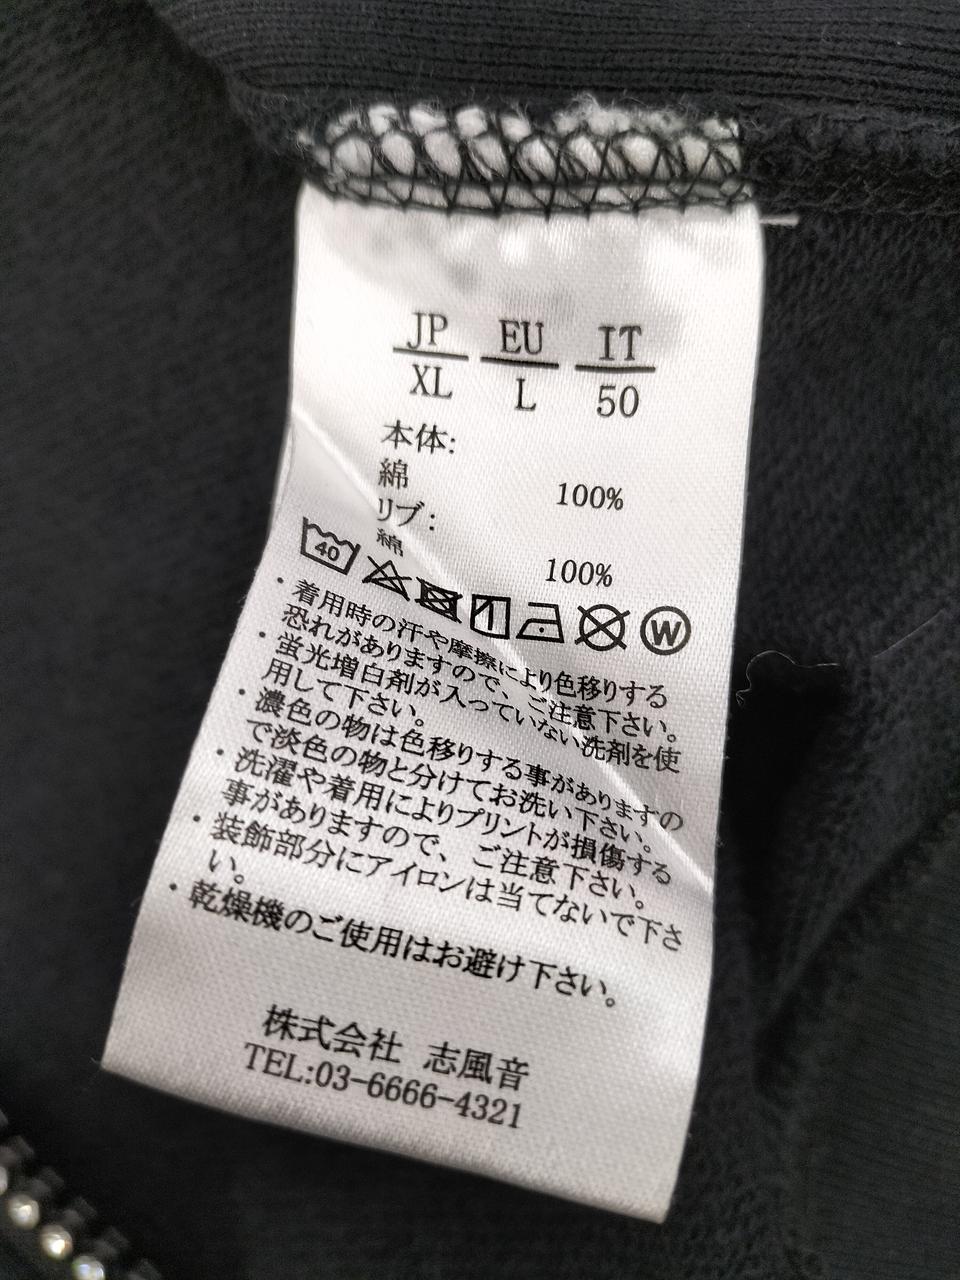 JP EU IT
XL L 50
本体:
綿 100%
リブ:
綿 100%
40 W
・着用時の汗や摩擦により色移りする
恐れがありますので、ご注意下さい。
・蛍光増白剤が入っていない洗剤を使
用して下さい。
・濃色の物は色移りする事がありますの
で淡色の物と分けてお洗い下さい。
・洗濯や着用によりプリントが損傷する
事がありますので、ご注意下さい。
・装飾部分にアイロンは当てないで下さ
い。
・乾燥機のご使用はお避け下さい。
株式会社 志風音
TEL:03-6666-4321